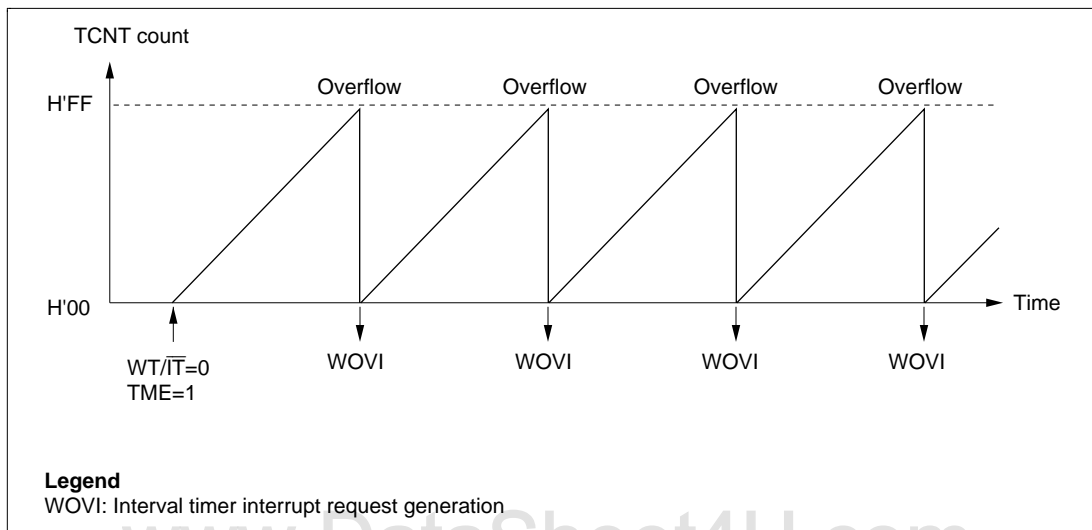 TCNT count
Overflow Overflow Overflow Overflow
H'FF
H'00
Time
WT/I̅T̅=0
TME=1
WOVI WOVI WOVI WOVI
Legend
WOVI: Interval timer interrupt request generation
www.DataSheet4U.com